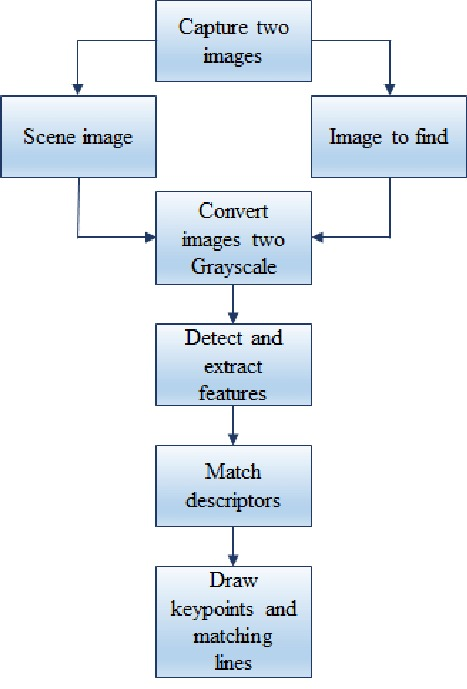 Capture two
images
Scene image
Image to find
Convert
images two
Grayscale
Detect and
extract
features
Match
descriptors
Draw
keypoints and
matching
lines